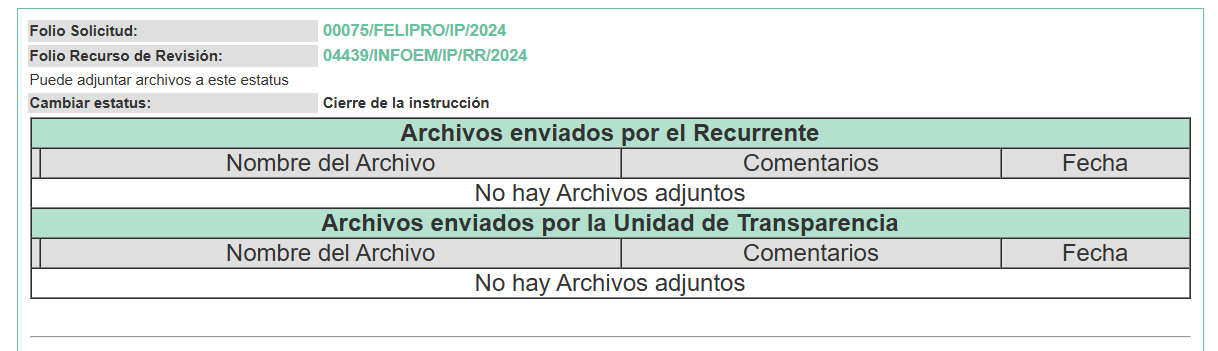 Folio Solicitud: 00075/FELIPRO/IP/2024
Folio Recurso de Revisión: 04439/INFOEM/IP/RR/2024
Puede adjuntar archivos a este estatus
Cambiar estatus: Cierre de la instrucción
Archivos enviados por el Recurrente
Nombre del Archivo Comentarios Fecha
No hay Archivos adjuntos
Archivos enviados por la Unidad de Transparencia
Nombre del Archivo Comentarios Fecha
No hay Archivos adjuntos